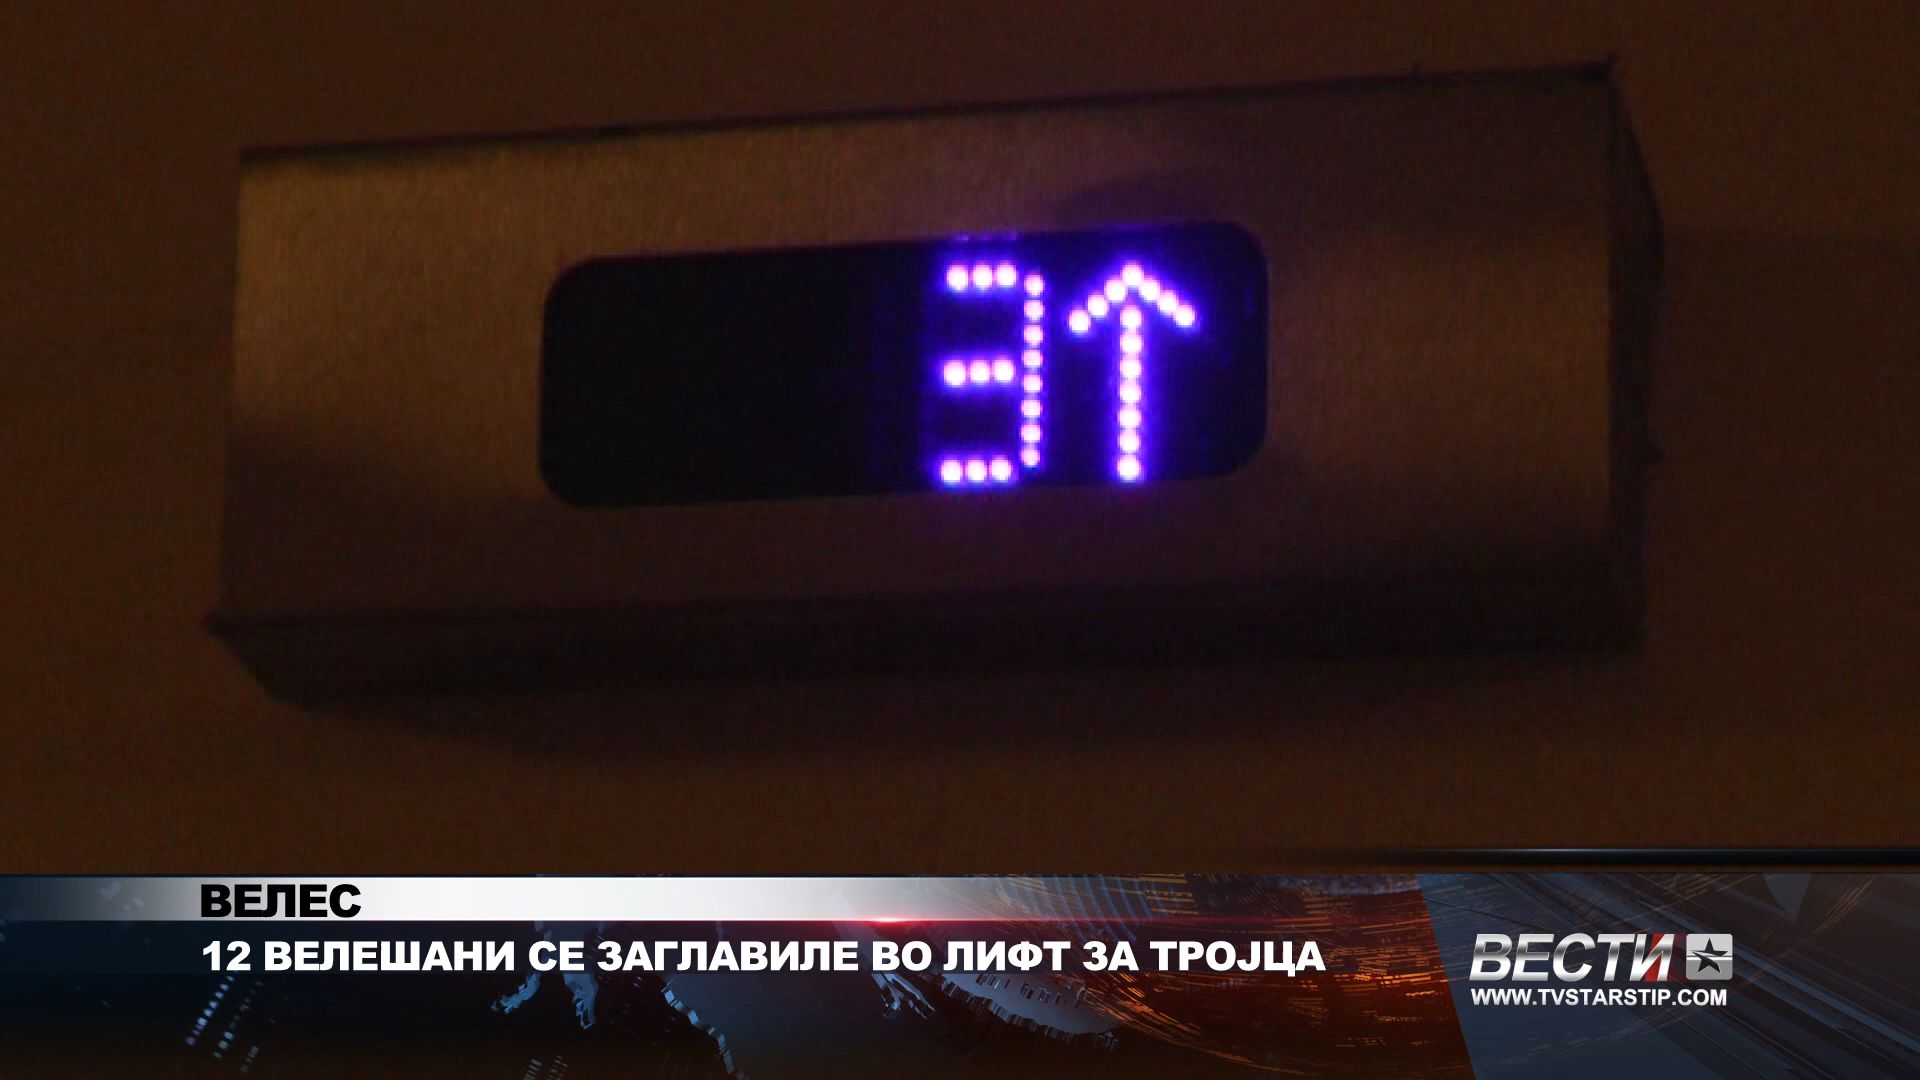 3↑
ВЕЛЕС
12 ВЕЛЕШАНИ СЕ ЗАГЛАВИЛЕ ВО ЛИФТ ЗА ТРОЈЦА
ВЕСТИ
WWW.TVSTARSTIP.COM